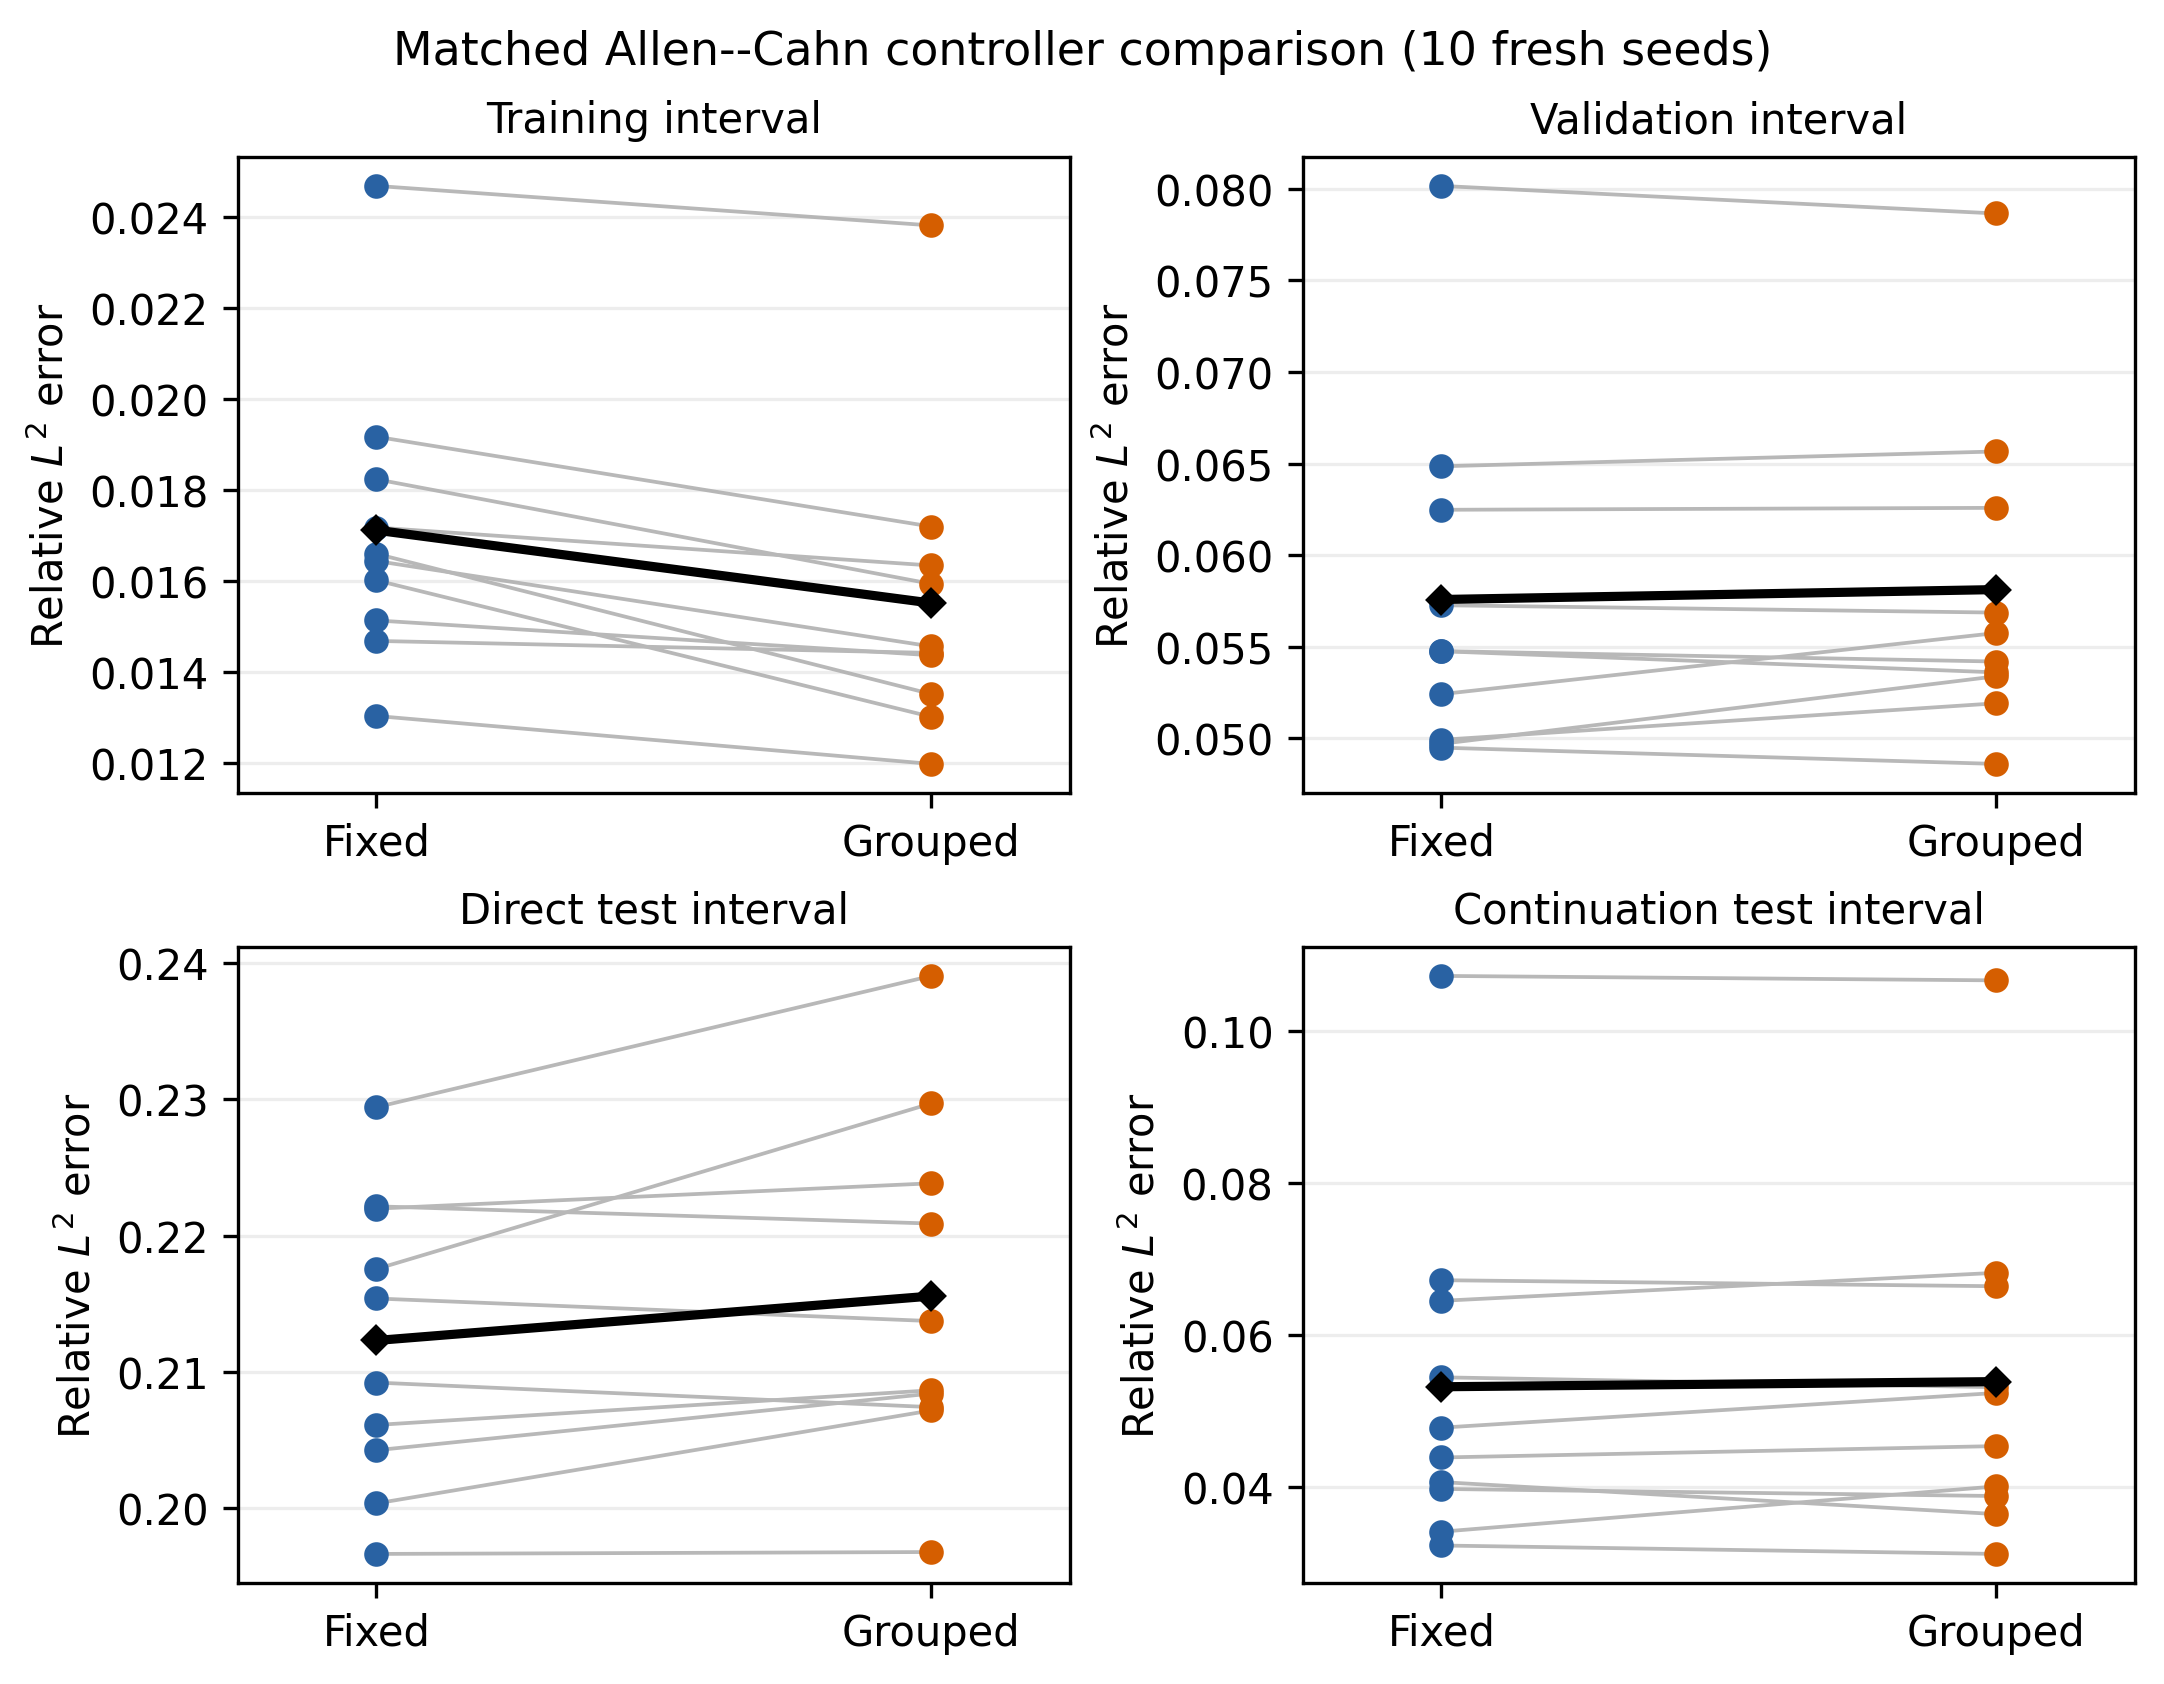 Matched Allen--Cahn controller comparison (10 fresh seeds)
Training interval
Relative L² error
0.024
0.022
0.020
0.018
0.016
0.014
0.012
Fixed
Grouped
Validation interval
Relative L² error
0.080
0.075
0.070
0.065
0.060
0.055
0.050
Fixed
Grouped
Direct test interval
Relative L² error
0.24
0.23
0.22
0.21
0.20
Fixed
Grouped
Continuation test interval
Relative L² error
0.10
0.08
0.06
0.04
Fixed
Grouped